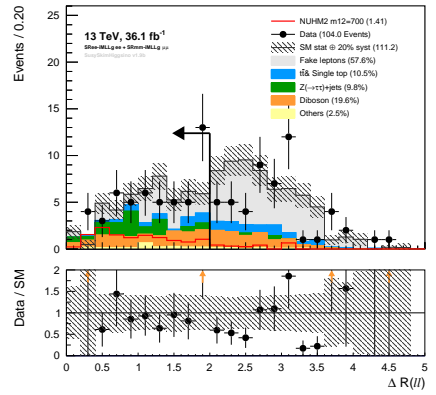 Events / 0.20
30
25
20
15
10
5
0
13 TeV, 36.1 fb⁻¹
SRee-iMLLg ee + SRmm-iMLLg μμ
NUHM2 m12=700 (1.41)
Data (104.0 Events)
SM stat ⊕ 20% syst (111.2)
Fake leptons (57.6%)
tt̄& Single top (10.5%)
Z(→ττ)+jets (9.8%)
Diboson (19.6%)
Others (2.5%)
Data / SM
2
1.5
1
0.5
0
0 0.5 1 1.5 2 2.5 3 3.5 4 4.5 5
Δ R(ll)